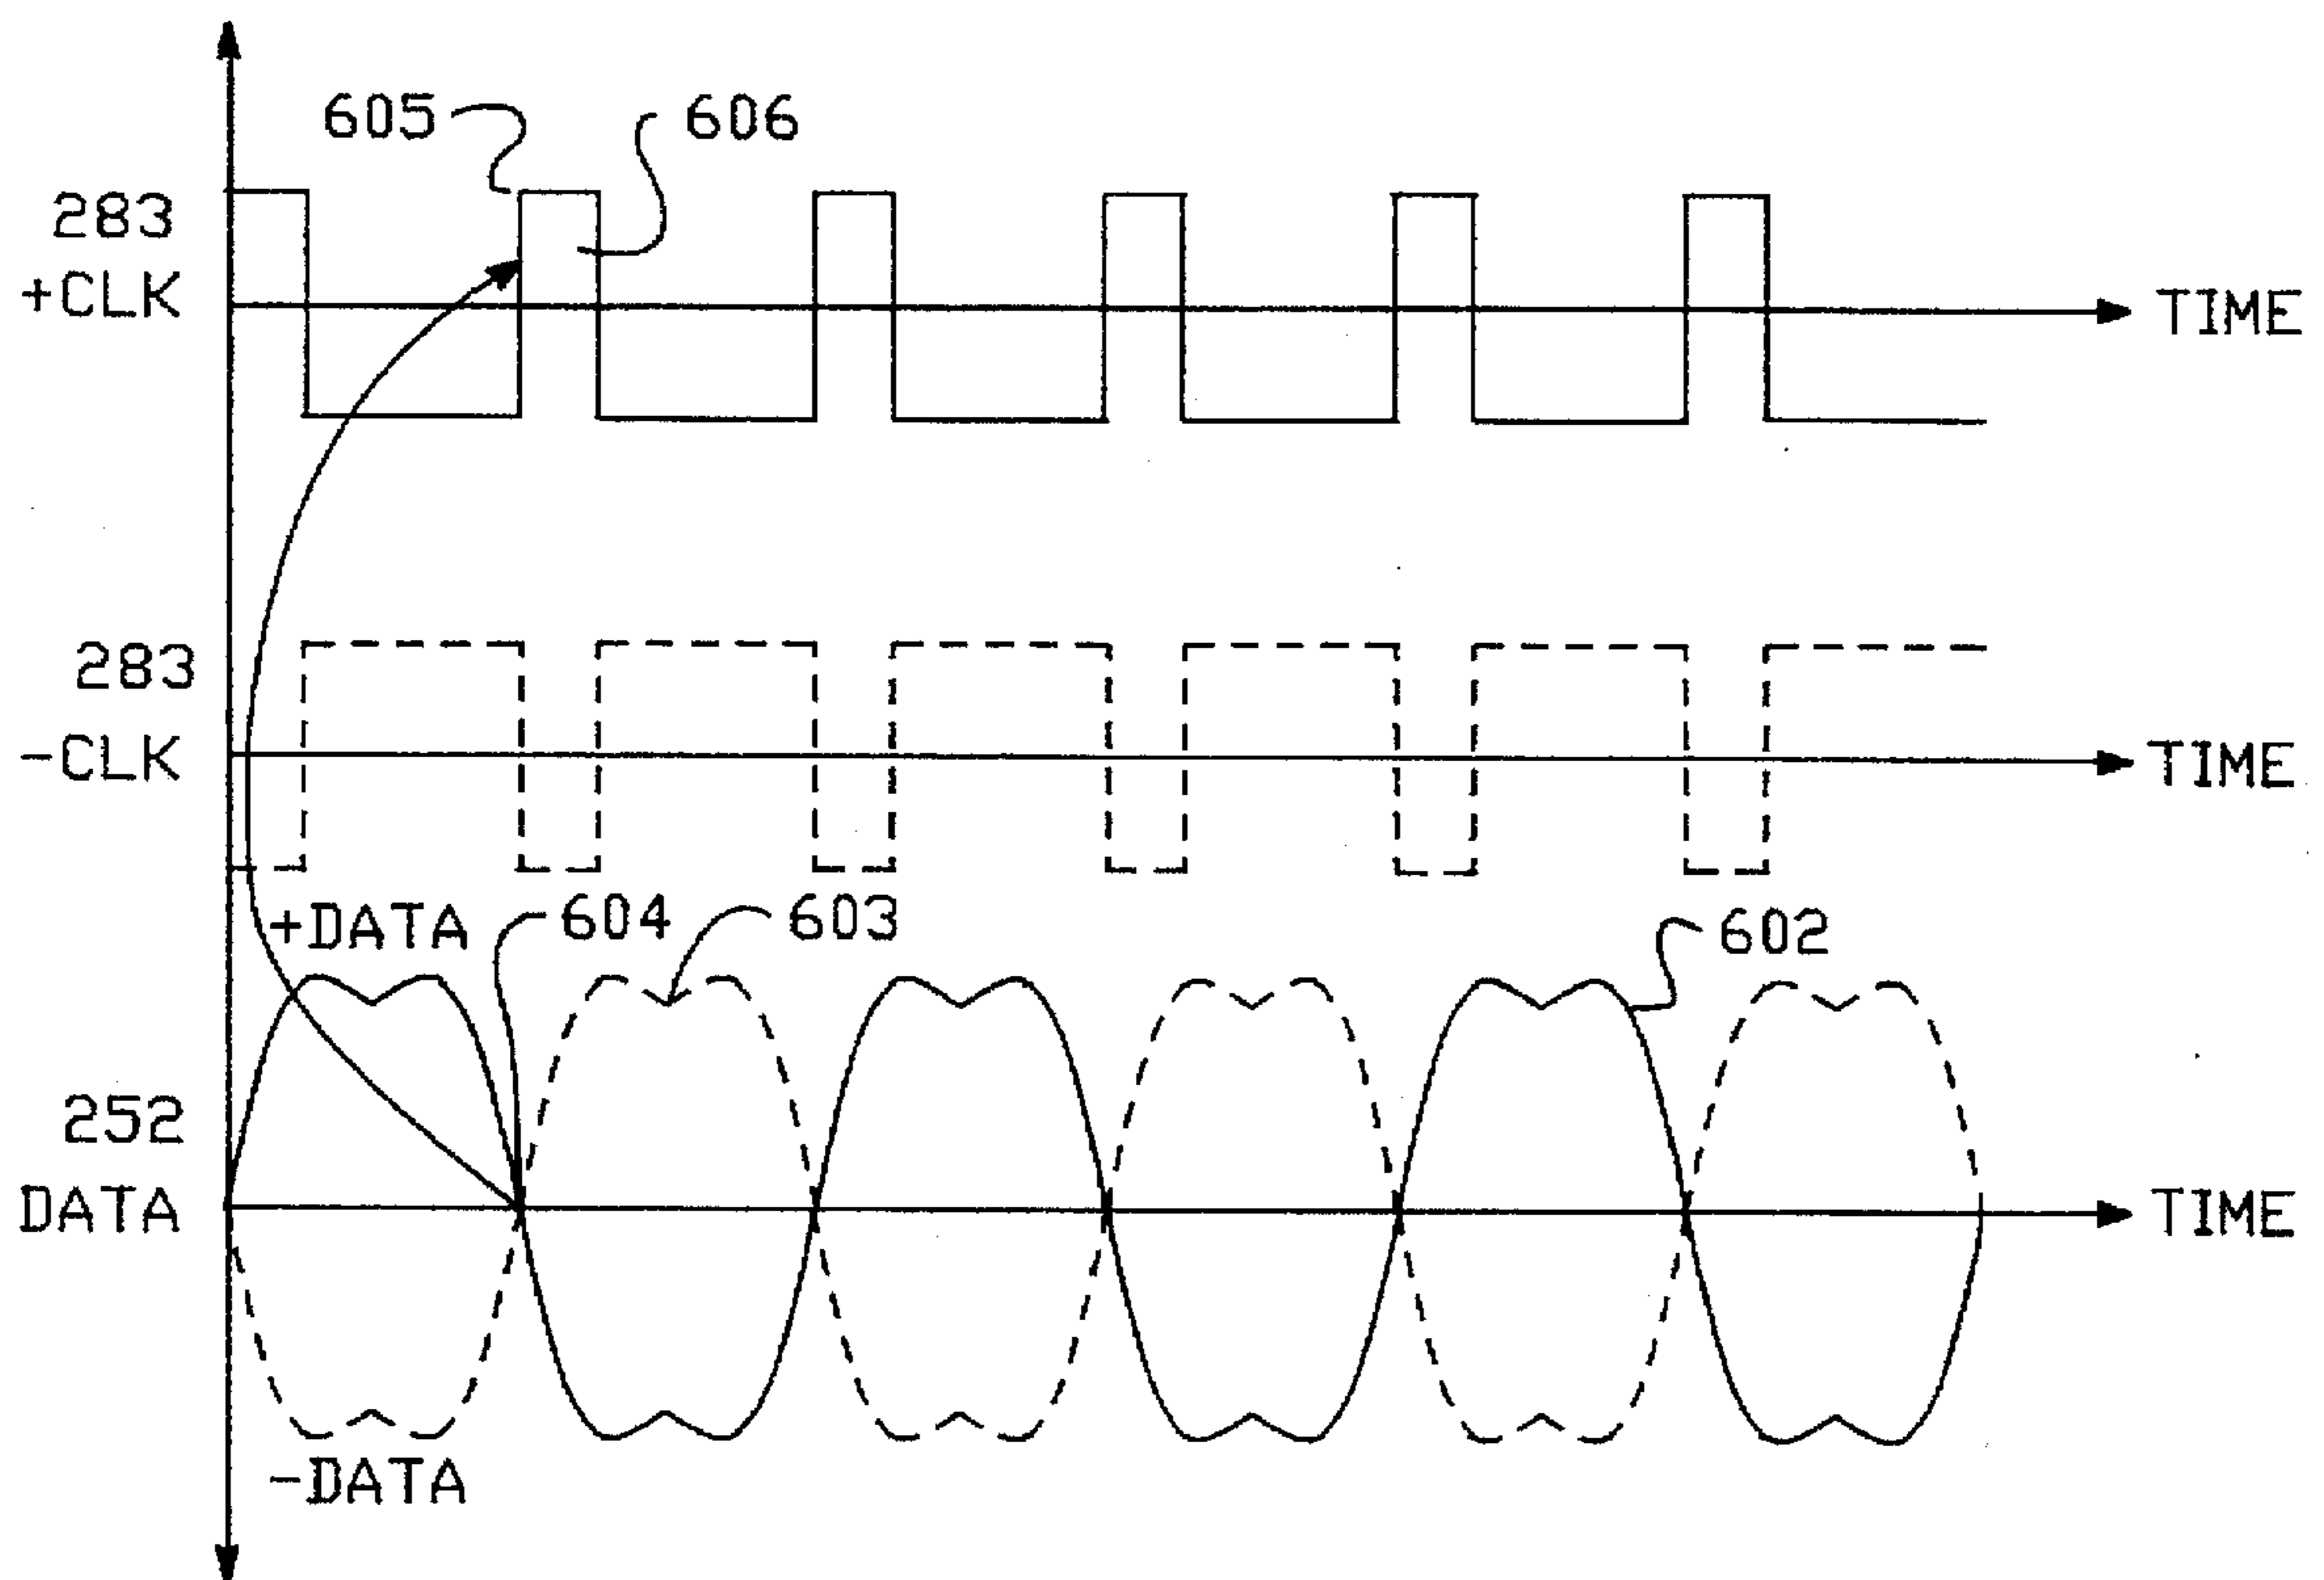 605
606
283
+CLK
TIME
283
-CLK
TIME
+DATA
604
603
602
252
DATA
TIME
-DATA